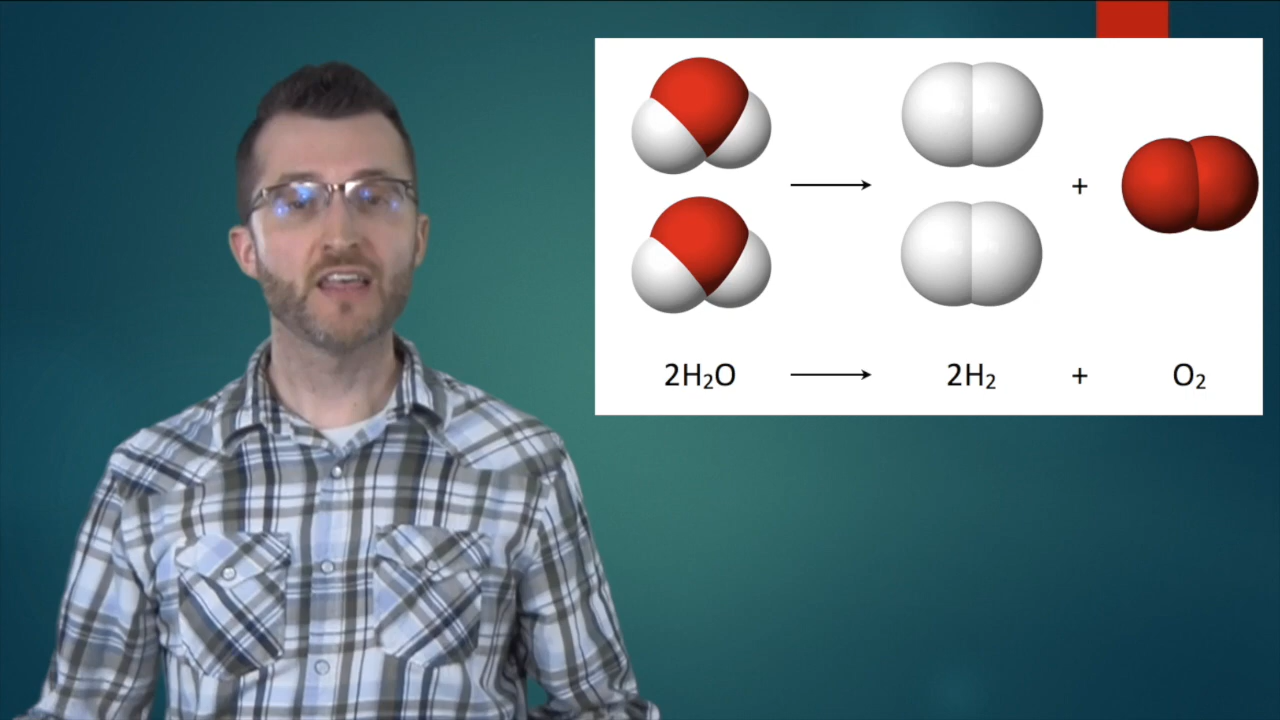 ⟶ +
2H₂O ⟶ 2H₂ + O₂